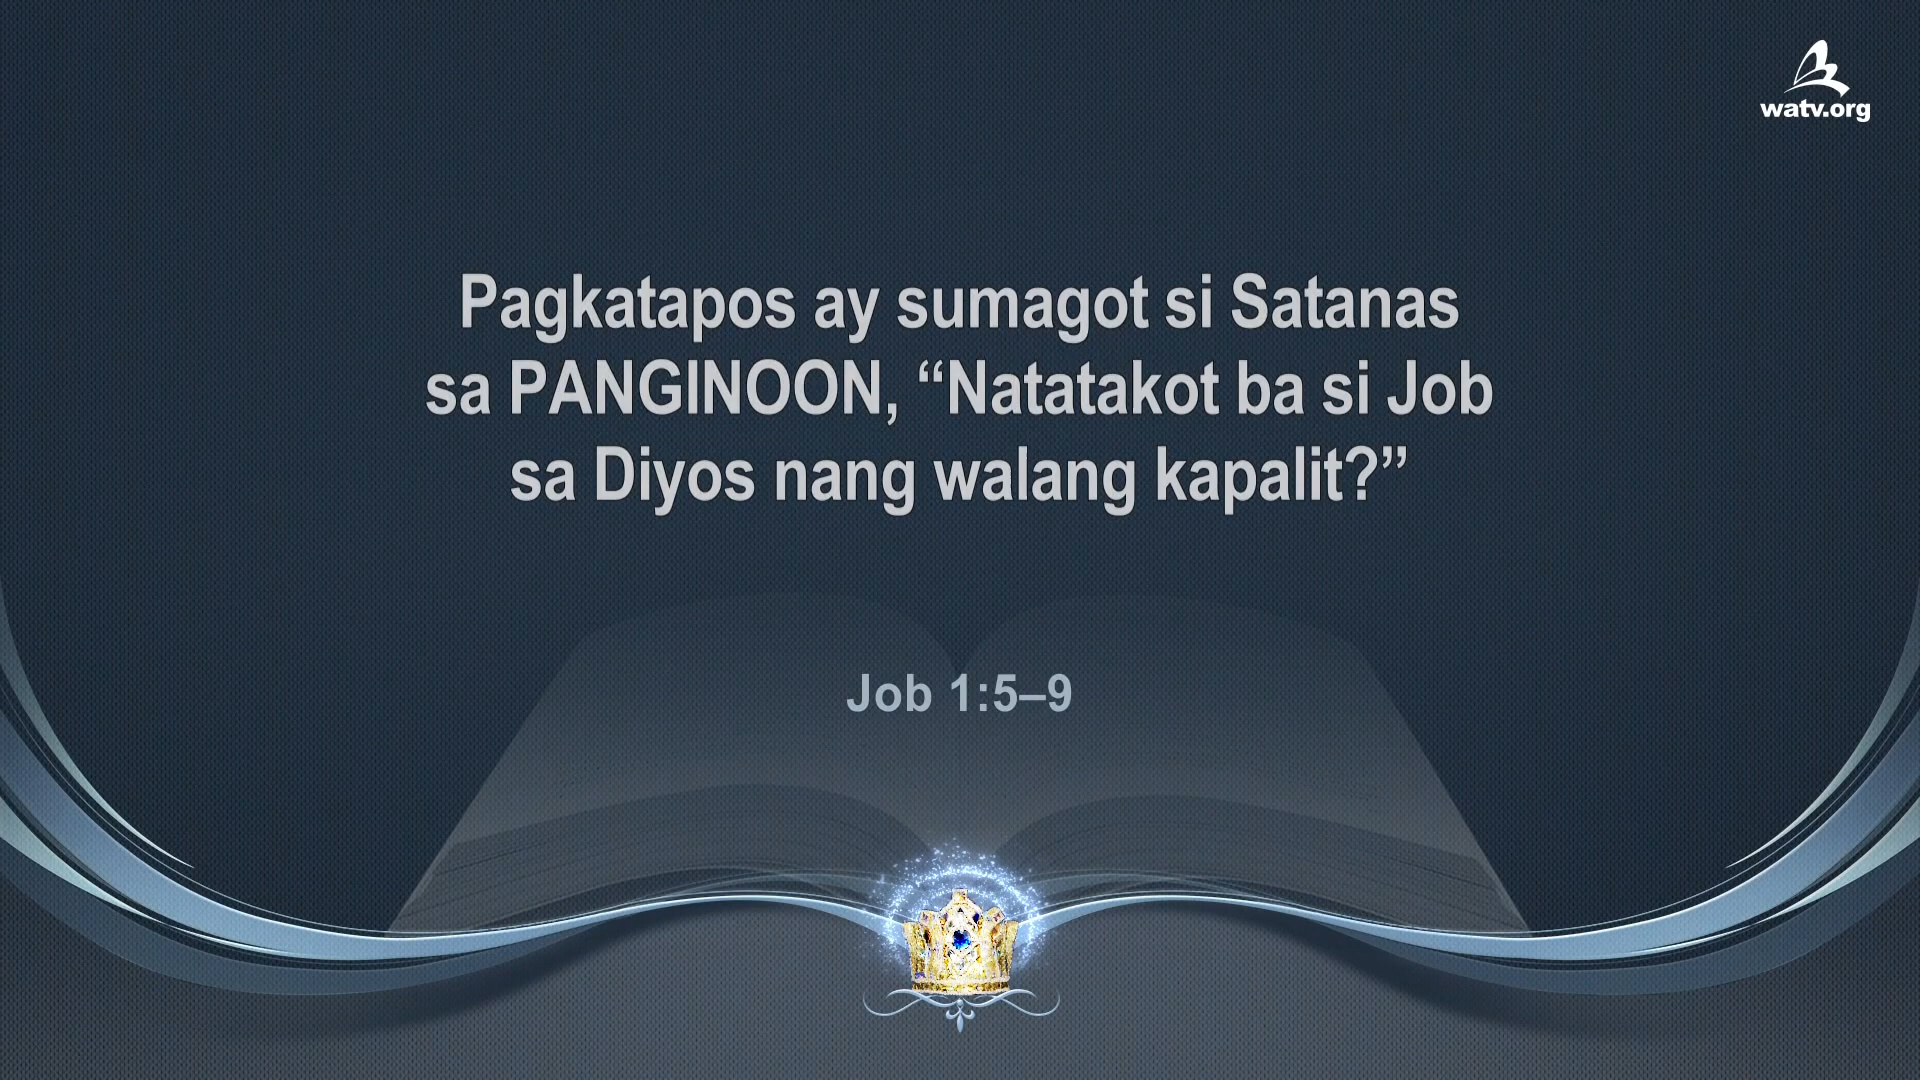 watv.org
Pagkatapos ay sumagot si Satanas
sa PANGINOON, “Natatakot ba si Job
sa Diyos nang walang kapalit?”
Job 1:5–9